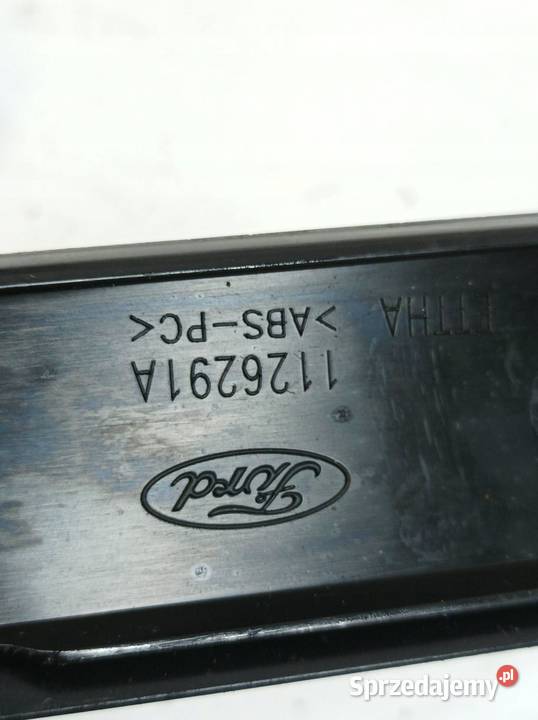 Ford
1126291A
>ABS-PC<
Sprzedajemy.pl